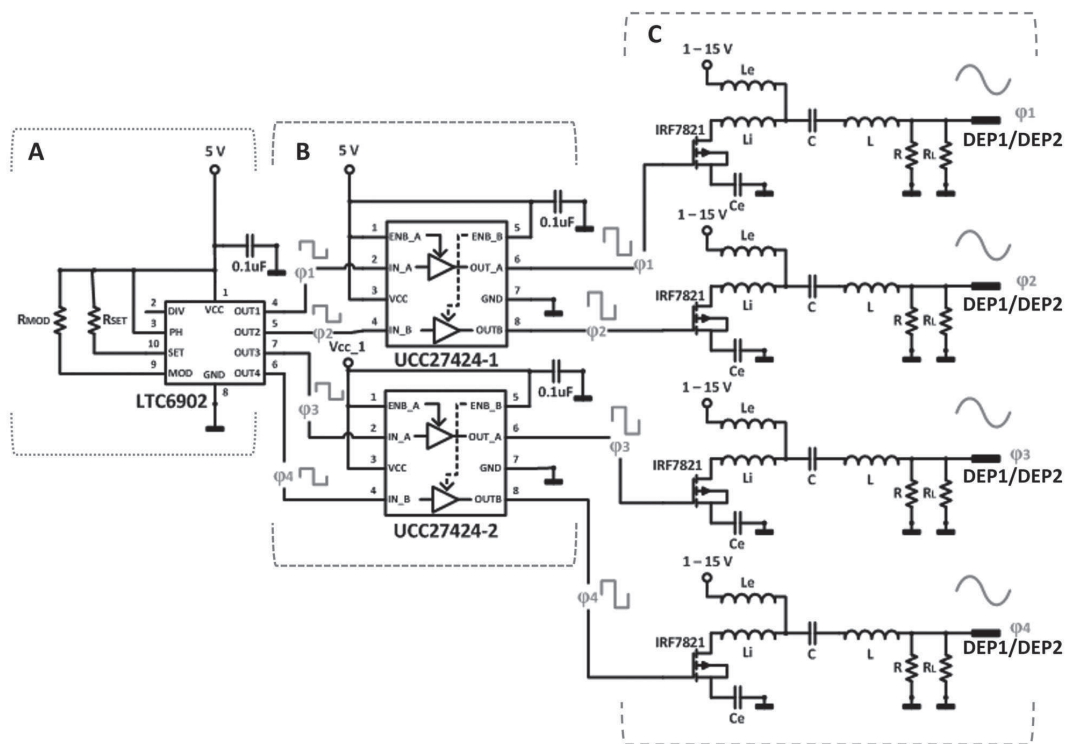 A
5 V
0.1uF
RMOD
RSET
1
VCC
2
DIV
3
PH
10
SET
9
MOD
GND
8
OUT1
4
OUT2
5
OUT3
7
OUT4
6
LTC6902
φ1
φ2
φ3
φ4
B
5 V
0.1uF
1
ENB_A
2
IN_A
3
VCC
4
IN_B
ENB_B
5
OUT_A
6
GND
7
OUTB
8
UCC27424-1
φ1
φ2
Vcc_1
0.1uF
1
ENB_A
2
IN_A
3
VCC
4
IN_B
ENB_B
5
OUT_A
6
GND
7
OUTB
8
UCC27424-2
φ3
φ4
C
1 – 15 V
Le
IRF7821
Li
C
L
R
RL
Ce
φ1
DEP1/DEP2
1 – 15 V
Le
IRF7821
Li
C
L
R
RL
Ce
φ2
DEP1/DEP2
1 – 15 V
Le
IRF7821
Li
C
L
R
RL
Ce
φ3
DEP1/DEP2
1 – 15 V
Le
IRF7821
Li
C
L
R
RL
Ce
φ4
DEP1/DEP2